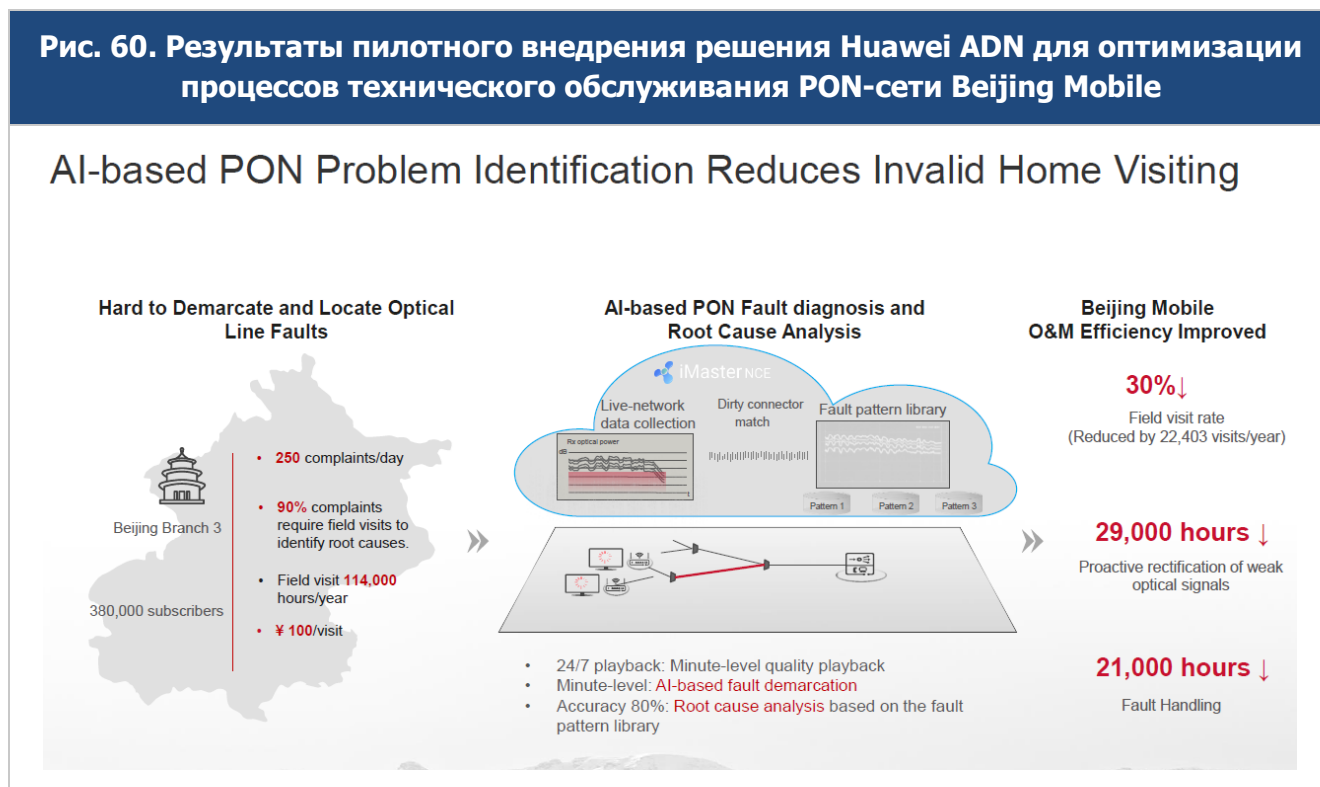 Рис. 60. Результаты пилотного внедрения решения Huawei ADN для оптимизации
процессов технического обслуживания PON-сети Beijing Mobile
AI-based PON Problem Identification Reduces Invalid Home Visiting
Hard to Demarcate and Locate Optical
Line Faults
Beijing Branch 3
380,000 subscribers
• 250 complaints/day
• 90% complaints
require field visits to
identify root causes.
• Field visit 114,000
hours/year
• ¥ 100/visit
AI-based PON Fault diagnosis and
Root Cause Analysis
iMaster NCE
Live-network
data collection
Rx optical power
dB
t
Dirty connector
match
Fault pattern library
Pattern 1
Pattern 2
Pattern 3
• 24/7 playback: Minute-level quality playback
• Minute-level: AI-based fault demarcation
• Accuracy 80%: Root cause analysis based on the fault
pattern library
Beijing Mobile
O&M Efficiency Improved
30%↓
Field visit rate
(Reduced by 22,403 visits/year)
29,000 hours ↓
Proactive rectification of weak
optical signals
21,000 hours ↓
Fault Handling